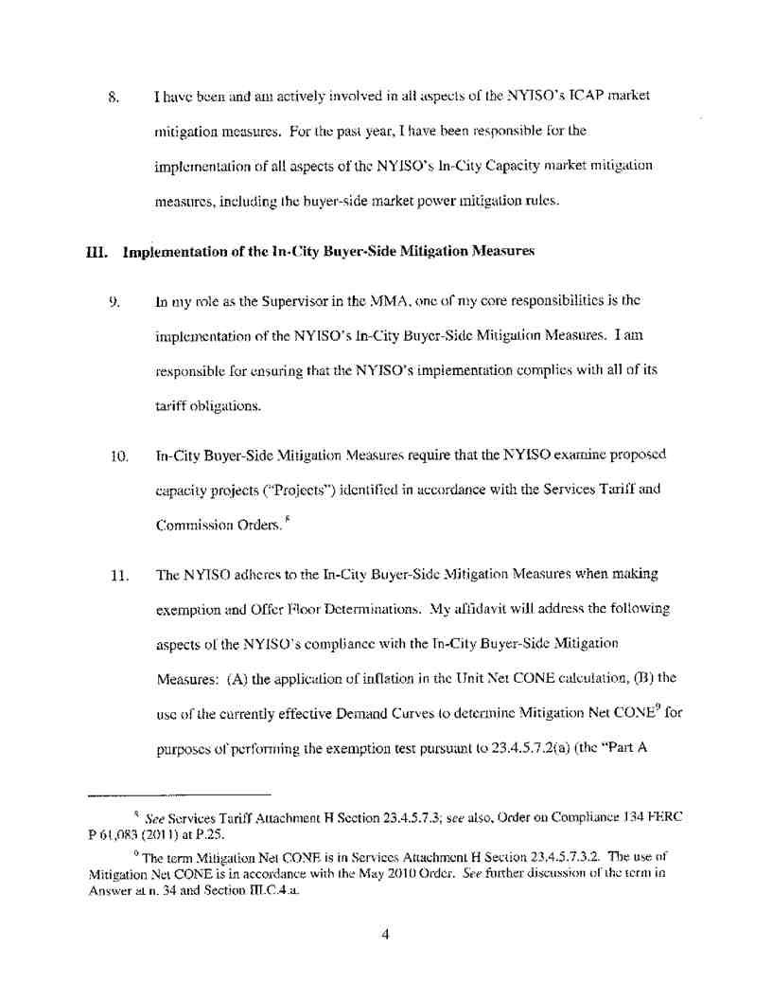 8. I have been and am actively involved in all aspects of the NYISO's ICAP market
mitigation measures. For the past year, I have been responsible for the
implementation of all aspects of the NYISO's In-City Capacity market mitigation
measures, including the buyer-side market power mitigation rules.
III. Implementation of the In-City Buyer-Side Mitigation Measures
9. In my role as the Supervisor in the MMA, one of my core responsibilities is the
implementation of the NYISO's In-City Buyer-Side Mitigation Measures. I am
responsible for ensuring that the NYISO's implementation complies with all of its
tariff obligations.
10. In-City Buyer-Side Mitigation Measures require that the NYISO examine proposed
capacity projects ("Projects") identified in accordance with the Services Tariff and
Commission Orders.⁸
11. The NYISO adheres to the In-City Buyer-Side Mitigation Measures when making
exemption and Offer Floor Determinations. My affidavit will address the following
aspects of the NYISO's compliance with the In-City Buyer-Side Mitigation
Measures: (A) the application of inflation in the Unit Net CONE calculation, (B) the
use of the currently effective Demand Curves to determine Mitigation Net CONE⁹ for
purposes of performing the exemption test pursuant to 23.4.5.7.2(a) (the "Part A
⁸ See Services Tariff Attachment H Section 23.4.5.7.3; see also, Order on Compliance 134 FERC
P 61,083 (2011) at P.25.
⁹ The term Mitigation Net CONE is in Services Attachment H Section 23.4.5.7.3.2. The use of
Mitigation Net CONE is in accordance with the May 2010 Order. See further discussion of the term in
Answer at n. 34 and Section III.C.4.a.
4